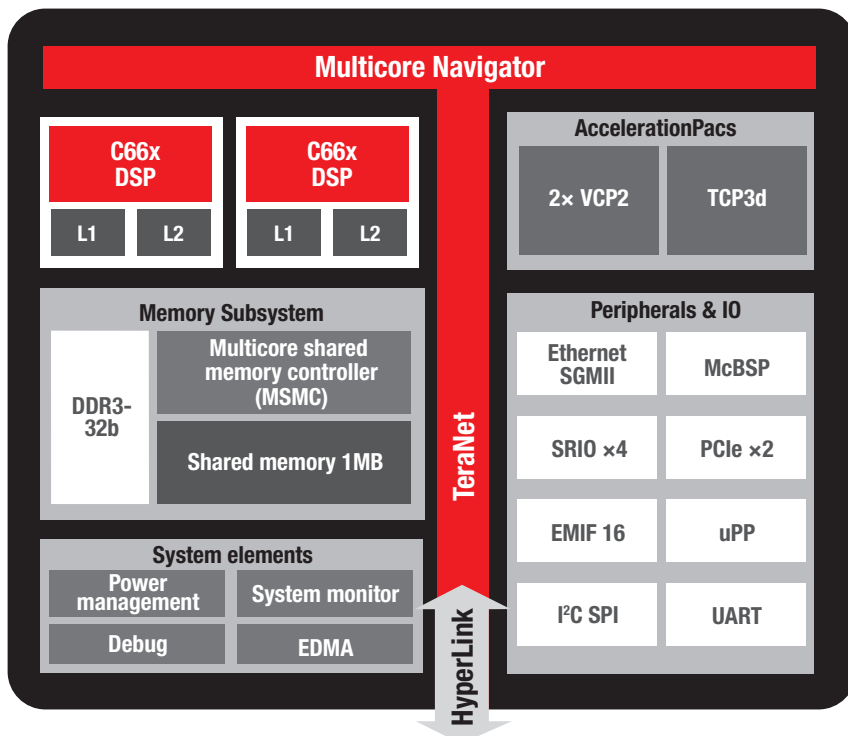 Multicore Navigator
C66x
DSP
L1
L2
C66x
DSP
L1
L2
AccelerationPacs
2× VCP2
TCP3d
Memory Subsystem
DDR3-
32b
Multicore shared
memory controller
(MSMC)
Shared memory 1MB
System elements
Power
management
System monitor
Debug
EDMA
TeraNet
HyperLink
Peripherals & IO
Ethernet
SGMII
McBSP
SRIO ×4
PCIe ×2
EMIF 16
uPP
I²C SPI
UART